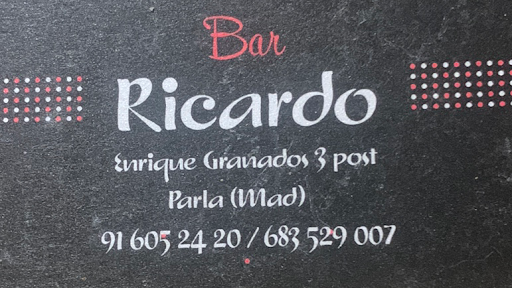 Bar
Ricardo
Enrique Granados 3 post
Parla (Mad)
91 605 24 20 / 683 529 007